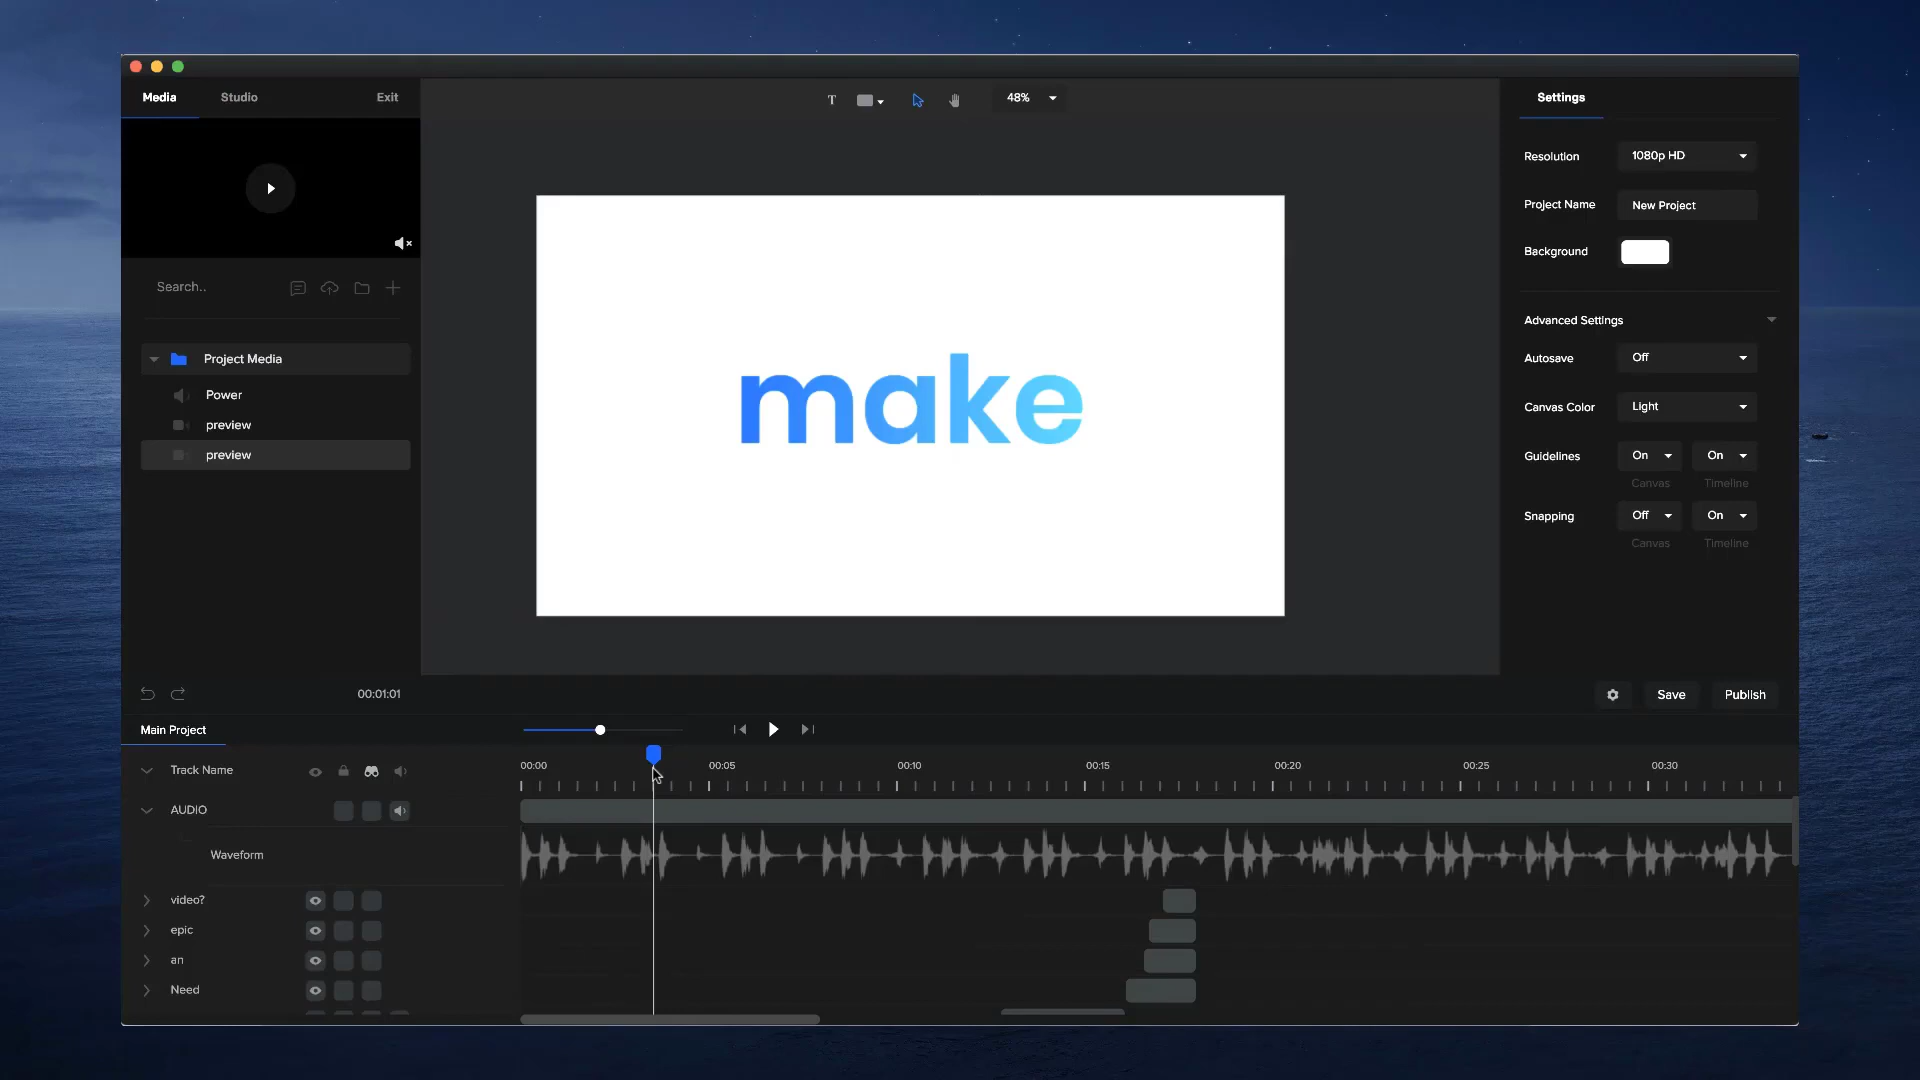 Media Studio Exit
T 48%
Settings
Resolution 1080p HD
Project Name New Project
Background
Search..
Advanced Settings
Project Media
Autosave Off
Power
Canvas Color Light
preview
preview
make
Guidelines On On
Canvas Timeline
Snapping Off On
Canvas Timeline
00:01:01
Save Publish
Main Project
Track Name
00:00 00:05 00:10 00:15 00:20 00:25 00:30
AUDIO
Waveform
video?
epic
an
Need